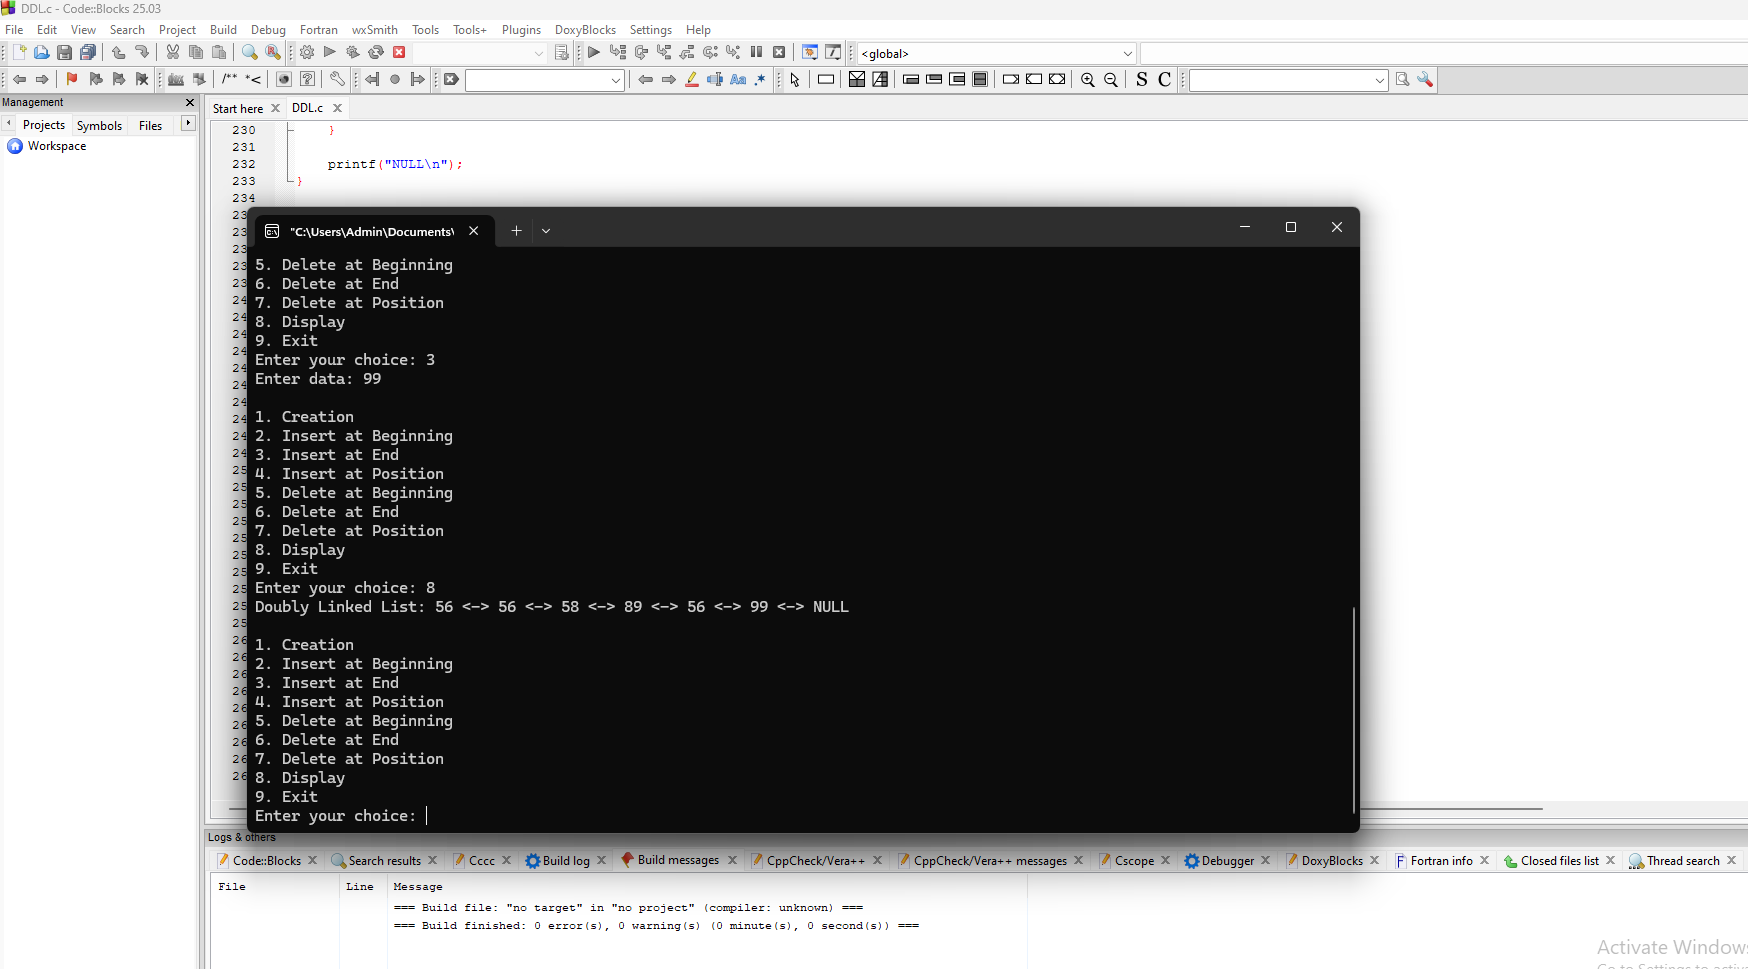 DDL.c - Code::Blocks 25.03
File Edit View Search Project Build Debug Fortran wxSmith Tools Tools+ Plugins DoxyBlocks Settings Help
<global>
/** *< Aa .* S C
Management
Start here DDL.c
Projects Symbols Files
Workspace
230 }
231
232 printf("NULL\n");
233 }
234
"C:\Users\Admin\Documents\
5. Delete at Beginning
6. Delete at End
7. Delete at Position
8. Display
9. Exit
Enter your choice: 3
Enter data: 99
1. Creation
2. Insert at Beginning
3. Insert at End
4. Insert at Position
5. Delete at Beginning
6. Delete at End
7. Delete at Position
8. Display
9. Exit
Enter your choice: 8
Doubly Linked List: 56 <-> 56 <-> 58 <-> 89 <-> 56 <-> 99 <-> NULL
1. Creation
2. Insert at Beginning
3. Insert at End
4. Insert at Position
5. Delete at Beginning
6. Delete at End
7. Delete at Position
8. Display
9. Exit
Enter your choice:
Logs & others
Code::Blocks Search results Cccc Build log Build messages CppCheck/Vera++ CppCheck/Vera++ messages Cscope Debugger DoxyBlocks Fortran info Closed files list Thread search
File Line Message
=== Build file: "no target" in "no project" (compiler: unknown) ===
=== Build finished: 0 error(s), 0 warning(s) (0 minute(s), 0 second(s)) ===
Activate Windows